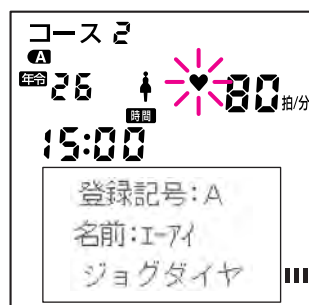 コース 2
A
年令 26 80 拍/分
時間
15:00
登録記号:A
名前:エーアイ
ジョグダイヤ